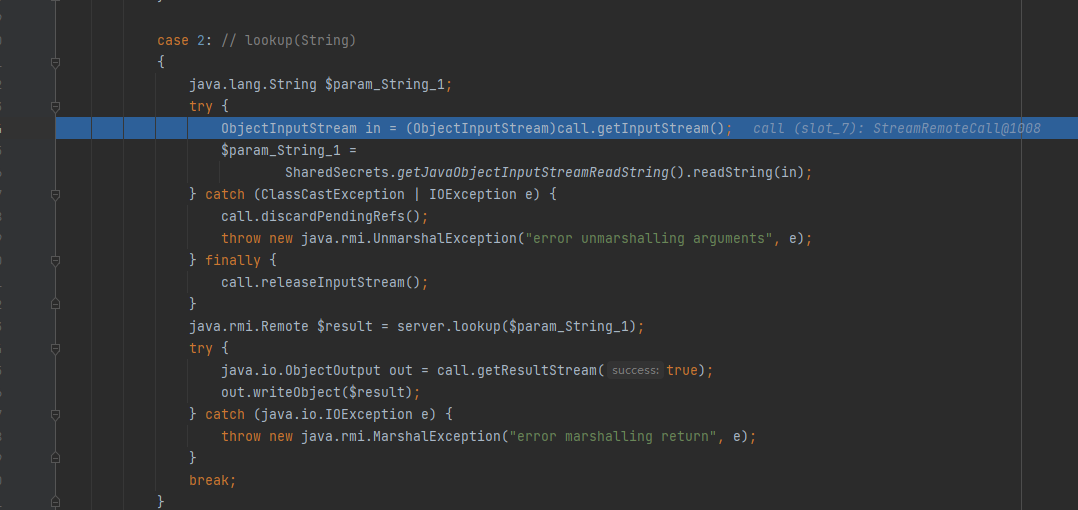 case 2: // lookup(String)
{
java.lang.String $param_String_1;
try {
ObjectInputStream in = (ObjectInputStream)call.getInputStream(); call (slot_7): StreamRemoteCall@1008
$param_String_1 =
SharedSecrets.getJavaObjectInputStreamReadString().readString(in);
} catch (ClassCastException | IOException e) {
call.discardPendingRefs();
throw new java.rmi.UnmarshalException("error unmarshalling arguments", e);
} finally {
call.releaseInputStream();
}
java.rmi.Remote $result = server.lookup($param_String_1);
try {
java.io.ObjectOutput out = call.getResultStream( success: true);
out.writeObject($result);
} catch (java.io.IOException e) {
throw new java.rmi.MarshalException("error marshalling return", e);
}
break;
}